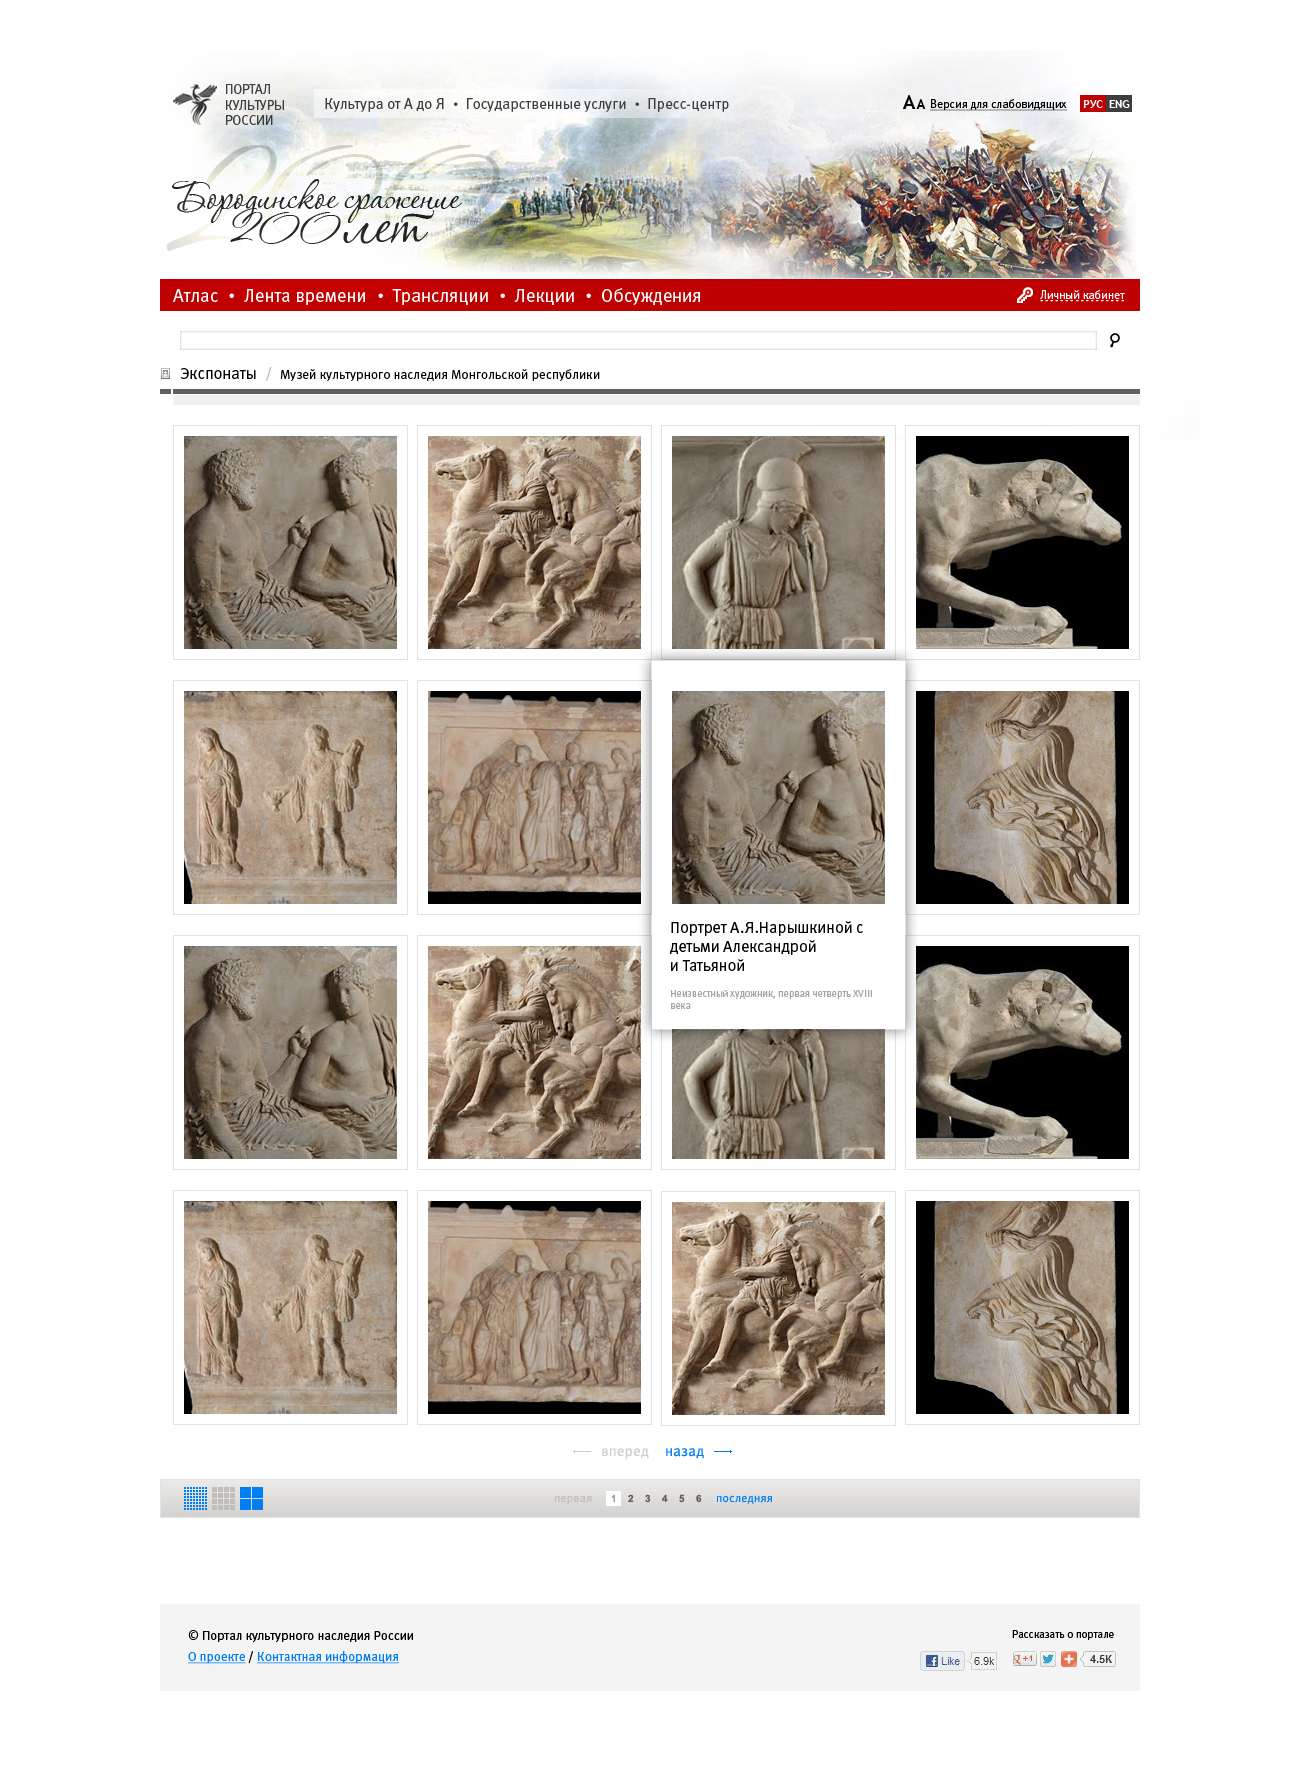 ПОРТАЛ
КУЛЬТУРЫ
РОССИИ
Культура от А до Я • Государственные услуги • Пресс-центр
АА Версия для слабовидящих РУС ENG
Бородинское сражение
200 лет
Атлас • Лента времени • Трансляции • Лекции • Обсуждения
Личный кабинет
Экспонаты / Музей культурного наследия Монгольской республики
Портрет А.Я.Нарышкиной с
детьми Александрой
и Татьяной
Неизвестный художник, первая четверть XVIII
века
вперед назад
первая 1 2 3 4 5 6 последняя
© Портал культурного наследия России
О проекте / Контактная информация
Рассказать о портале
Like 6.9k +1 4.5K